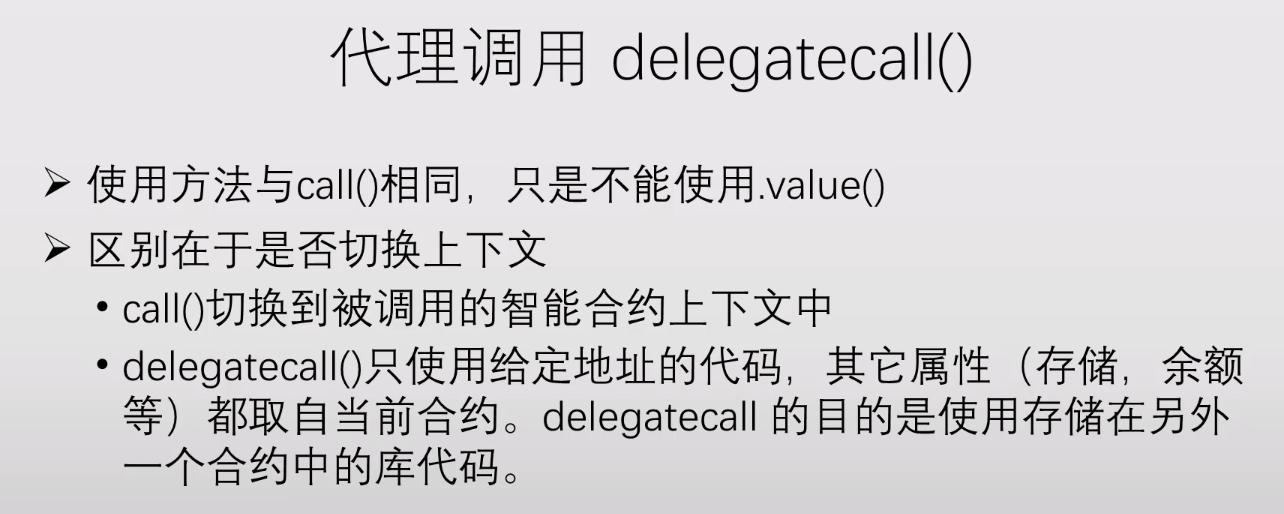 代理调用 delegatecall()
➢ 使用方法与call()相同，只是不能使用.value()
➢ 区别在于是否切换上下文
• call()切换到被调用的智能合约上下文中
• delegatecall()只使用给定地址的代码，其它属性（存储，余额
等）都取自当前合约。delegatecall 的目的是使用存储在另外
一个合约中的库代码。